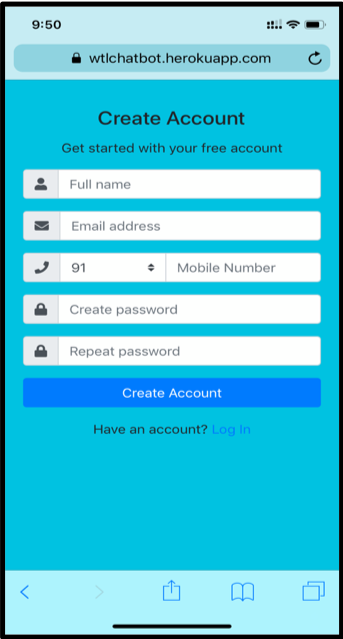 9:50
wtlchatbot.herokuapp.com
Create Account
Get started with your free account
Full name
Email address
91 Mobile Number
Create password
Repeat password
Create Account
Have an account? Log In